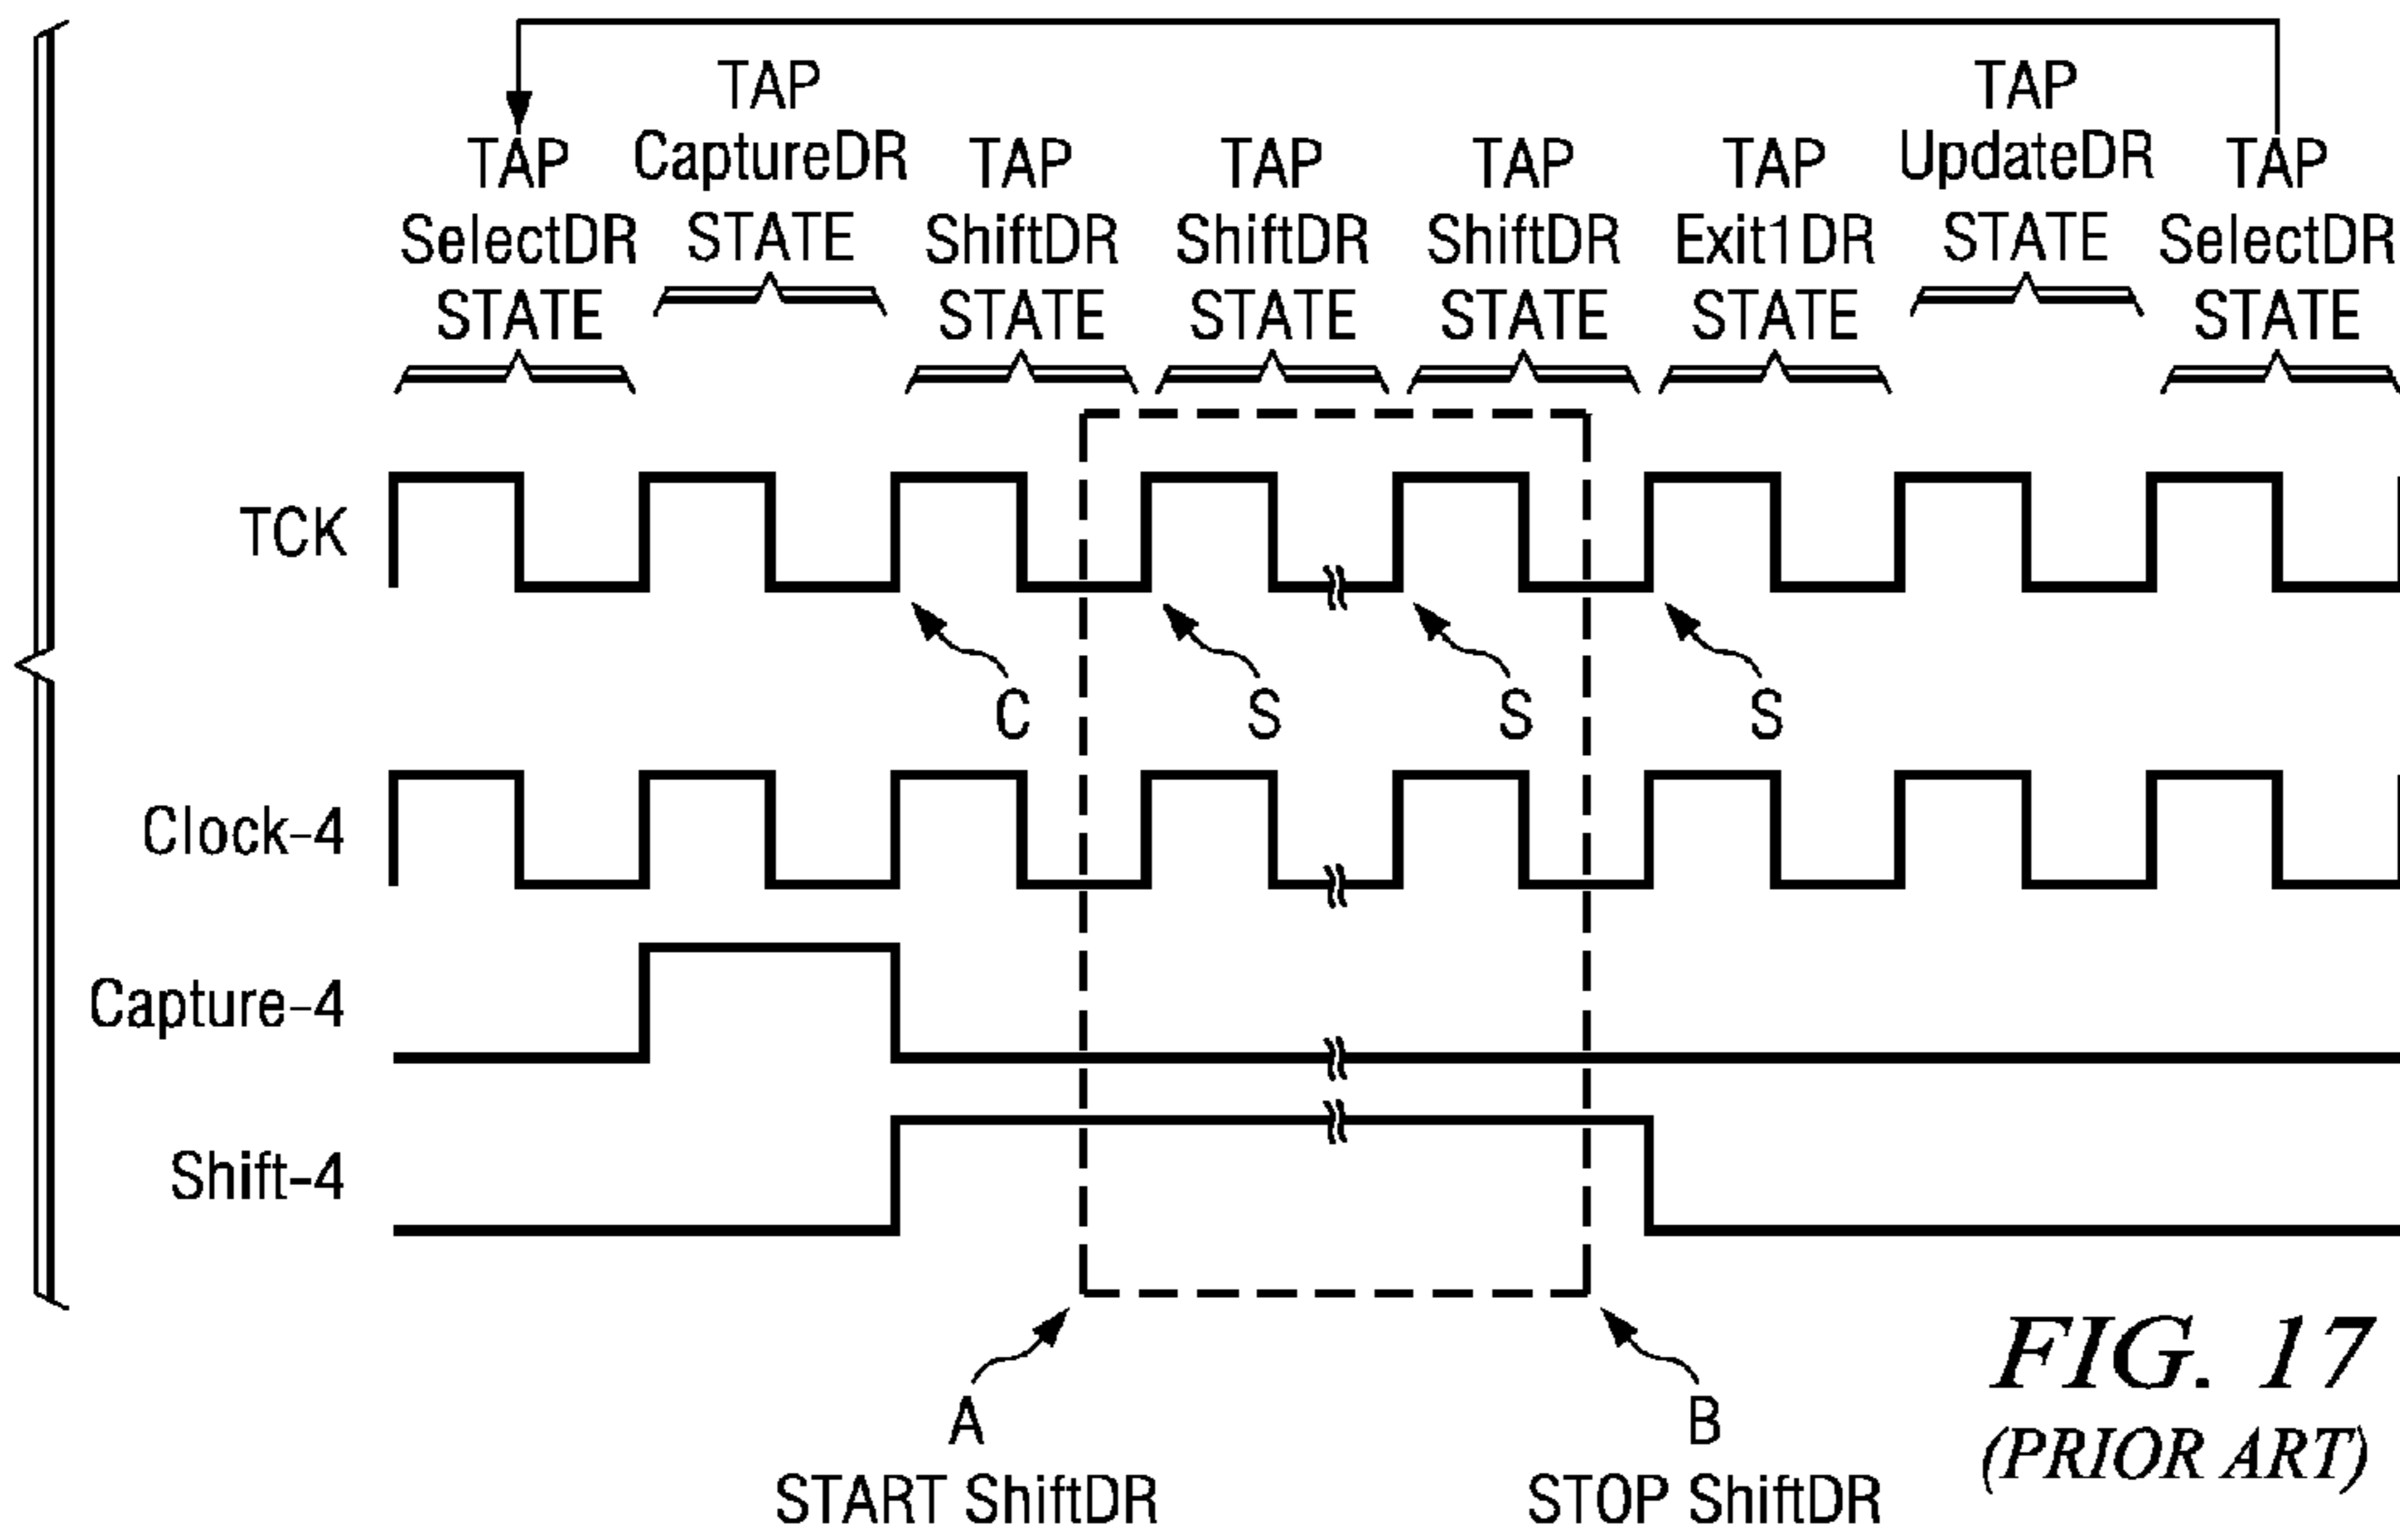 TAP
SelectDR
STATE
TAP
CaptureDR
STATE
TAP
ShiftDR
STATE
TAP
ShiftDR
STATE
TAP
ShiftDR
STATE
TAP
Exit1DR
STATE
TAP
UpdateDR
STATE
TAP
SelectDR
STATE
TCK
C
S
S
S
Clock-4
Capture-4
Shift-4
A
START ShiftDR
B
STOP ShiftDR
FIG. 17
(PRIOR ART)